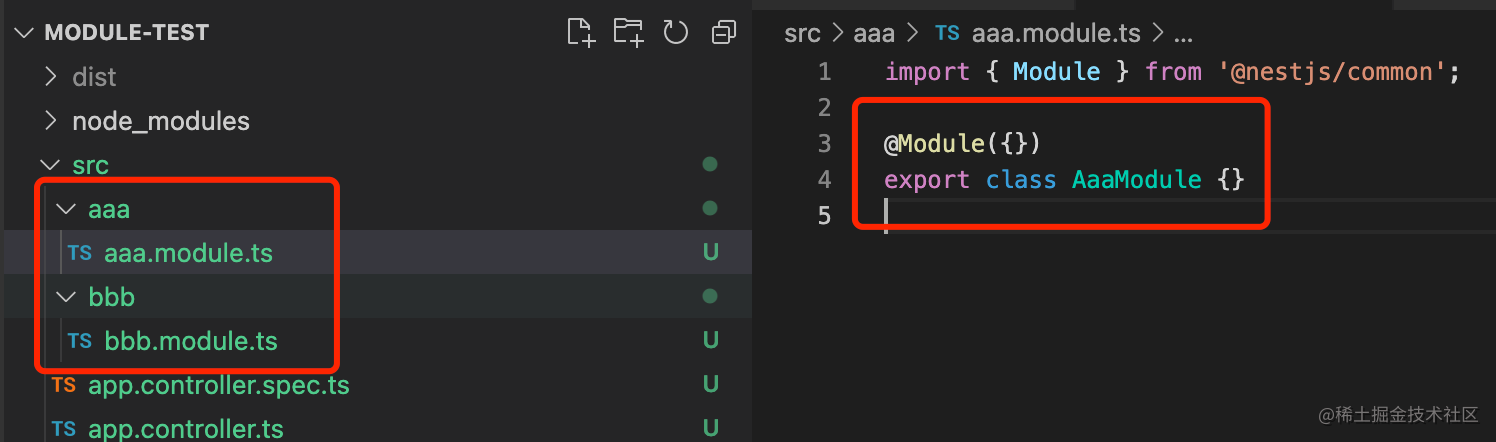 MODULE-TEST
dist
node_modules
src
aaa
TS aaa.module.ts U
bbb
TS bbb.module.ts U
TS app.controller.spec.ts U
TS app.controller.ts U
src > aaa > TS aaa.module.ts > ...
1 import { Module } from '@nestjs/common';
2
3 @Module({})
4 export class AaaModule {}
5
@稀土掘金技术社区